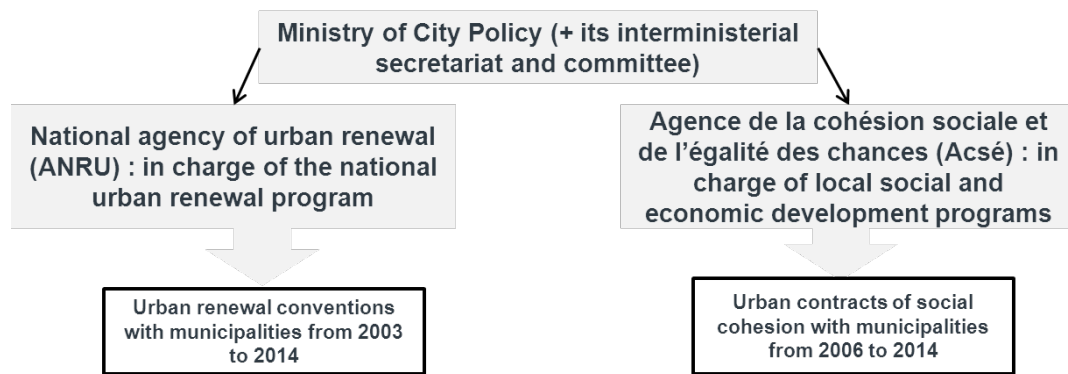 Ministry of City Policy (+ its interministerial
secretariat and committee)
National agency of urban renewal
(ANRU) : in charge of the national
urban renewal program
Agence de la cohésion sociale et
de l’égalité des chances (Acsé) : in
charge of local social and
economic development programs
Urban renewal conventions
with municipalities from 2003
to 2014
Urban contracts of social
cohesion with municipalities
from 2006 to 2014